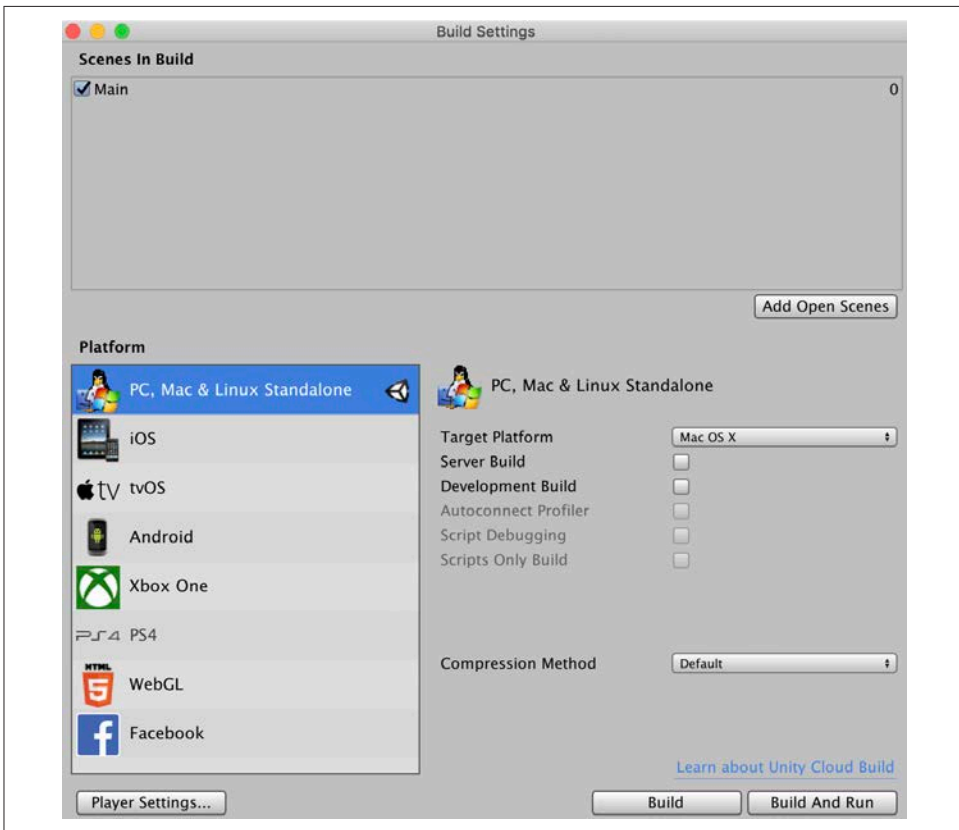 Build Settings
Scenes In Build
Main 0
Add Open Scenes
Platform
PC, Mac & Linux Standalone
iOS
tv tvOS
Android
Xbox One
PS4 PS4
HTML
5 WebGL
f Facebook
PC, Mac & Linux Standalone
Target Platform Mac OS X
Server Build
Development Build
Autoconnect Profiler
Script Debugging
Scripts Only Build
Compression Method Default
Learn about Unity Cloud Build
Player Settings... Build Build And Run